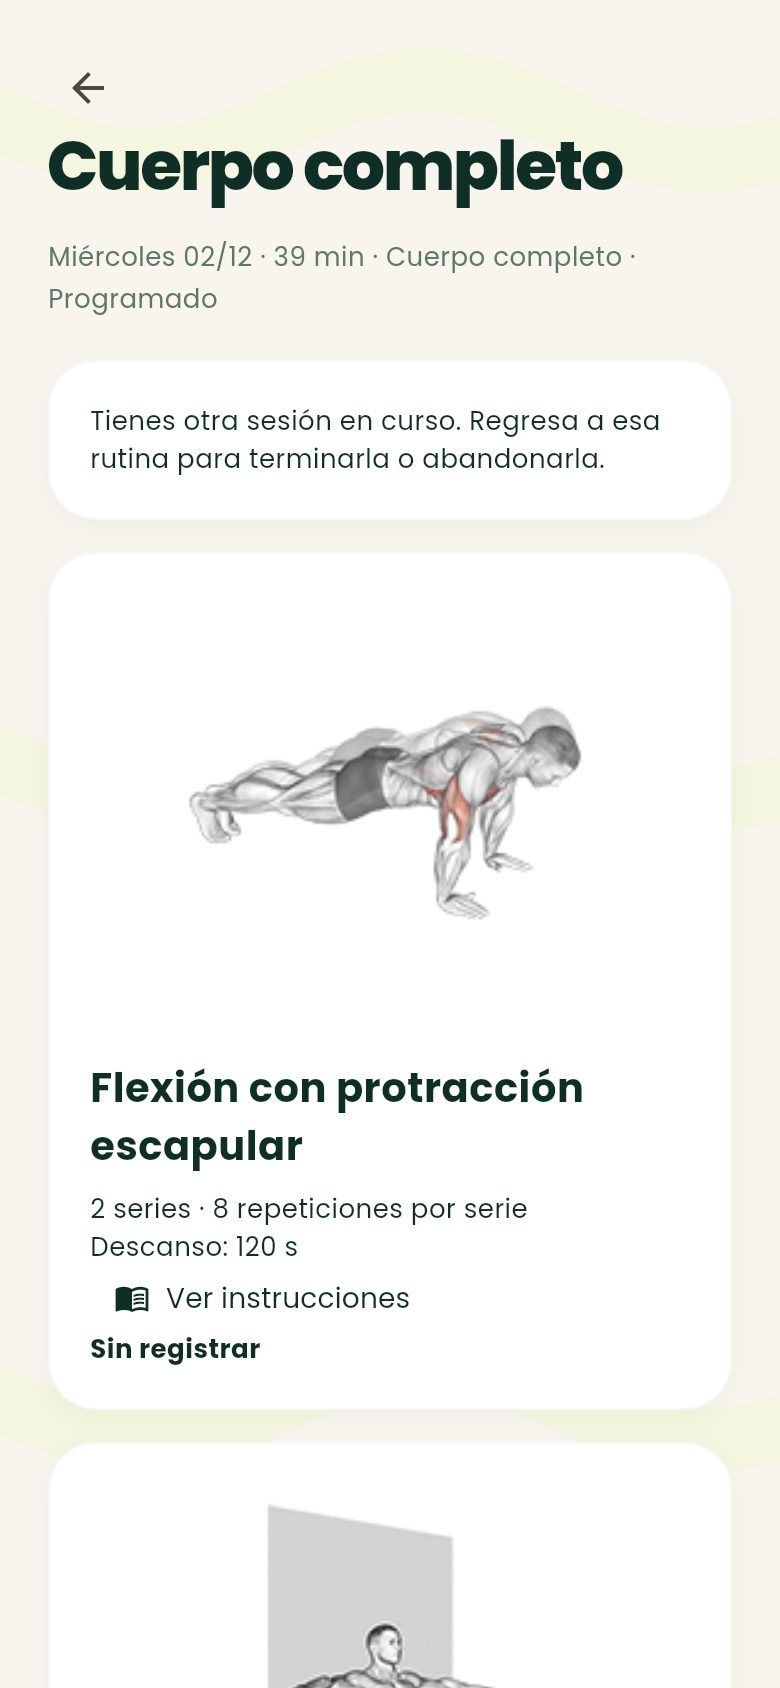 Cuerpo completo
Miércoles 02/12 · 39 min · Cuerpo completo ·
Programado
Tienes otra sesión en curso. Regresa a esa
rutina para terminarla o abandonarla.
Flexión con protracción
escapular
2 series · 8 repeticiones por serie
Descanso: 120 s
Ver instrucciones
Sin registrar